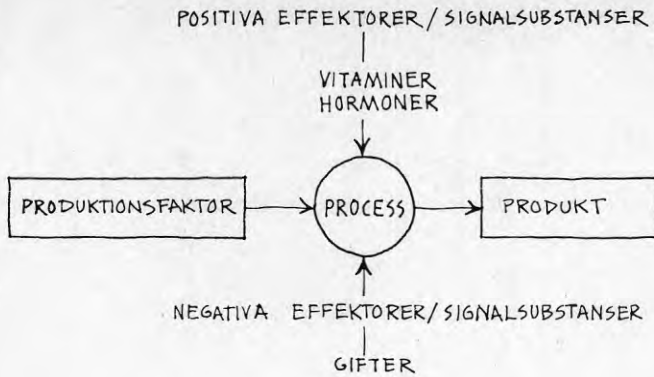 POSITIVA EFFEKTORER/SIGNALSUBSTANSER
VITAMINER
HORMONER
PRODUKTIONSFAKTOR
PROCESS
PRODUKT
NEGATIVA EFFEKTORER/SIGNALSUBSTANSER
GIFTER